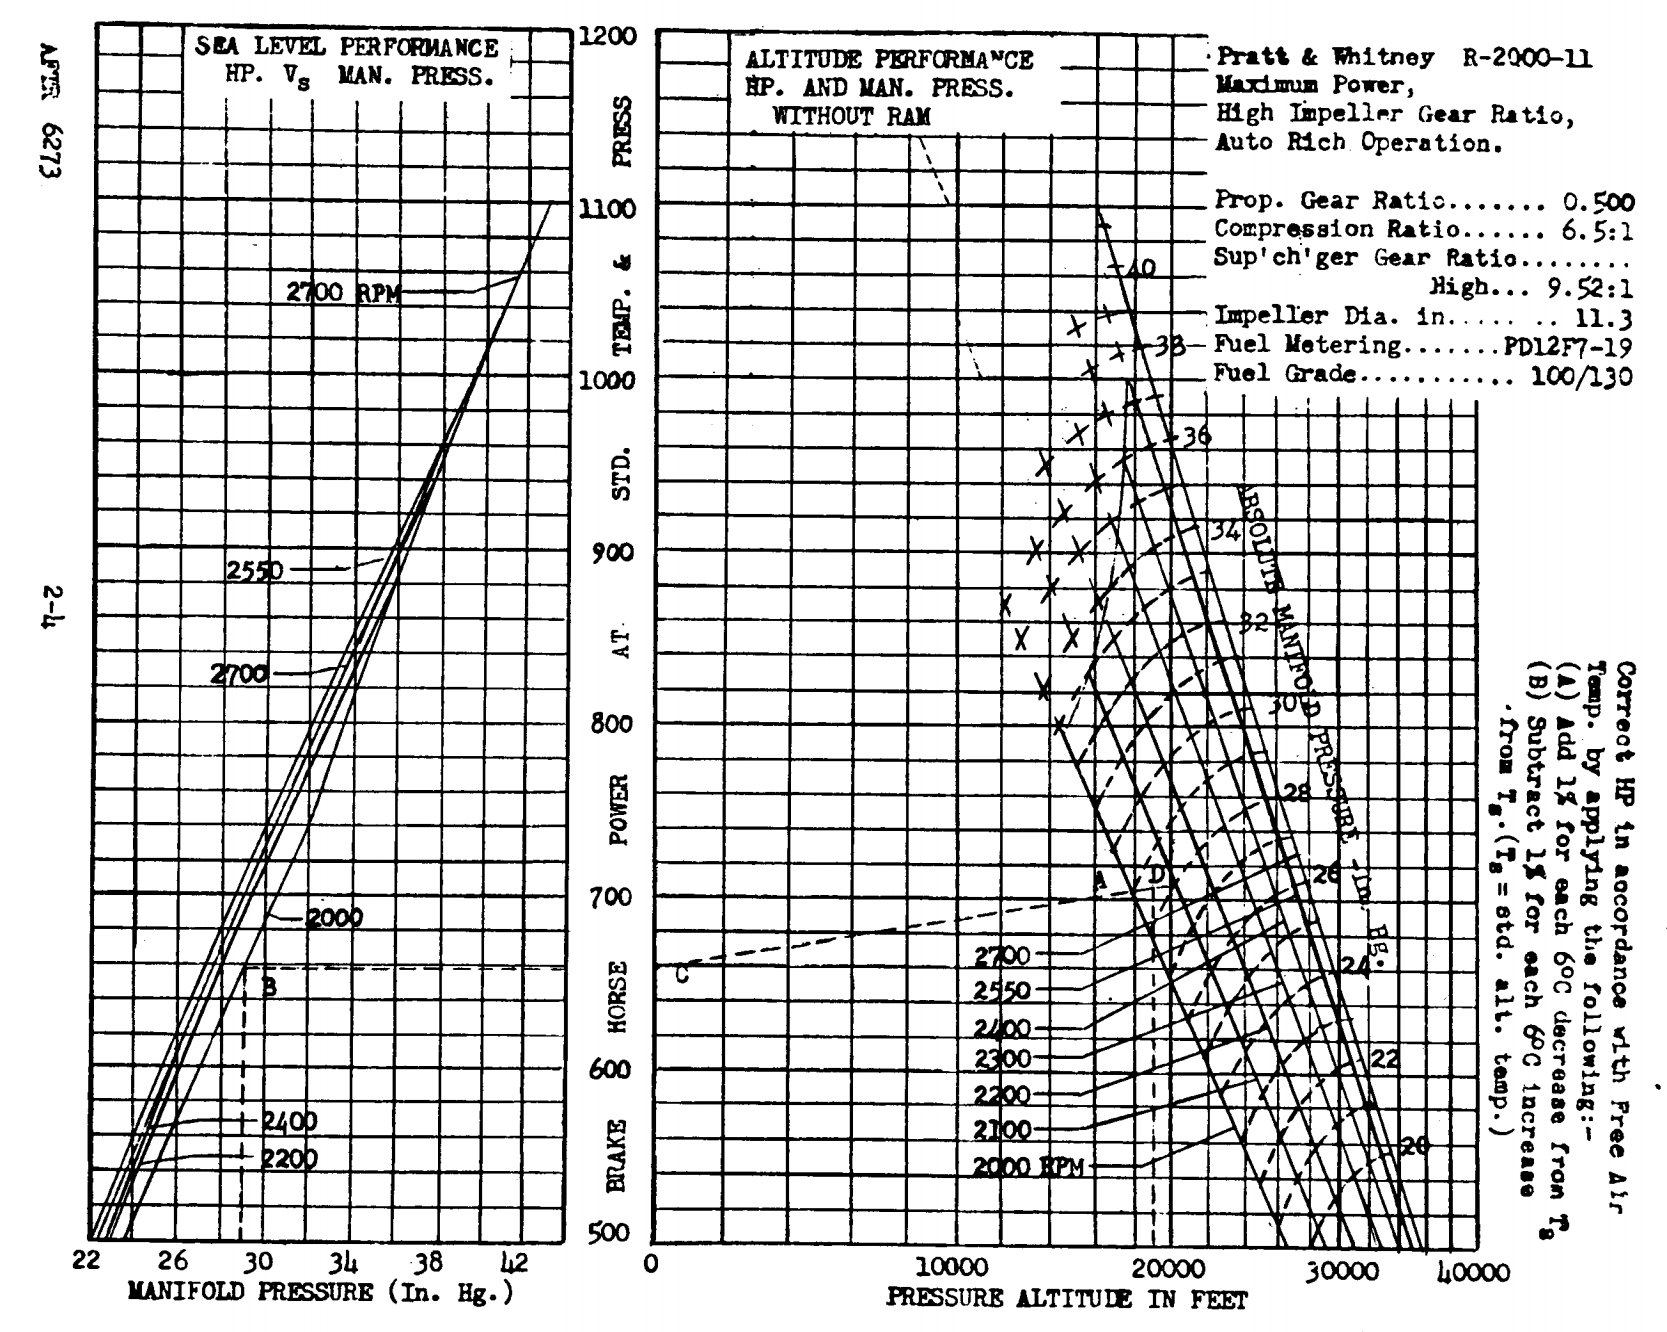 AFTR 6273
2-4
SEA LEVEL PERFORMANCE
HP. Vs MAN. PRESS.
2700 RPM
2550
2700
2000
B
2400
2200
22 26 30 34 38 42
MANIFOLD PRESSURE (In. Hg.)
1200
1100
1000
900
800
700
600
500
BRAKE HORSE POWER AT STD. TEMP. & PRESS
ALTITUDE PERFORMANCE
HP. AND MAN. PRESS.
WITHOUT RAM
40
38
36
34
32
30
28
26
24
22
20
ABSOLUTE MANIFOLD PRESSURE -In. Hg.
A
D
C
2700
2550
2400
2300
2200
2100
2000 RPM
0 10000 20000 30000 40000
PRESSURE ALTITUDE IN FEET
Pratt & Whitney R-2000-11
Maximum Power,
High Impeller Gear Ratio,
Auto Rich Operation.
Prop. Gear Ratio....... 0.500
Compression Ratio...... 6.5:1
Sup'ch'ger Gear Ratio........
High... 9.52:1
Impeller Dia. in..... .. 11.3
Fuel Metering.......PD12F7-19
Fuel Grade........... 100/130
Correct HP in accordance with Free Air
Temp. by applying the following:-
(A) Add 1% for each 6°C decrease from Ts
(B) Subtract 1% for each 6°C increase
from Ts.(Ts = std. alt. temp.)